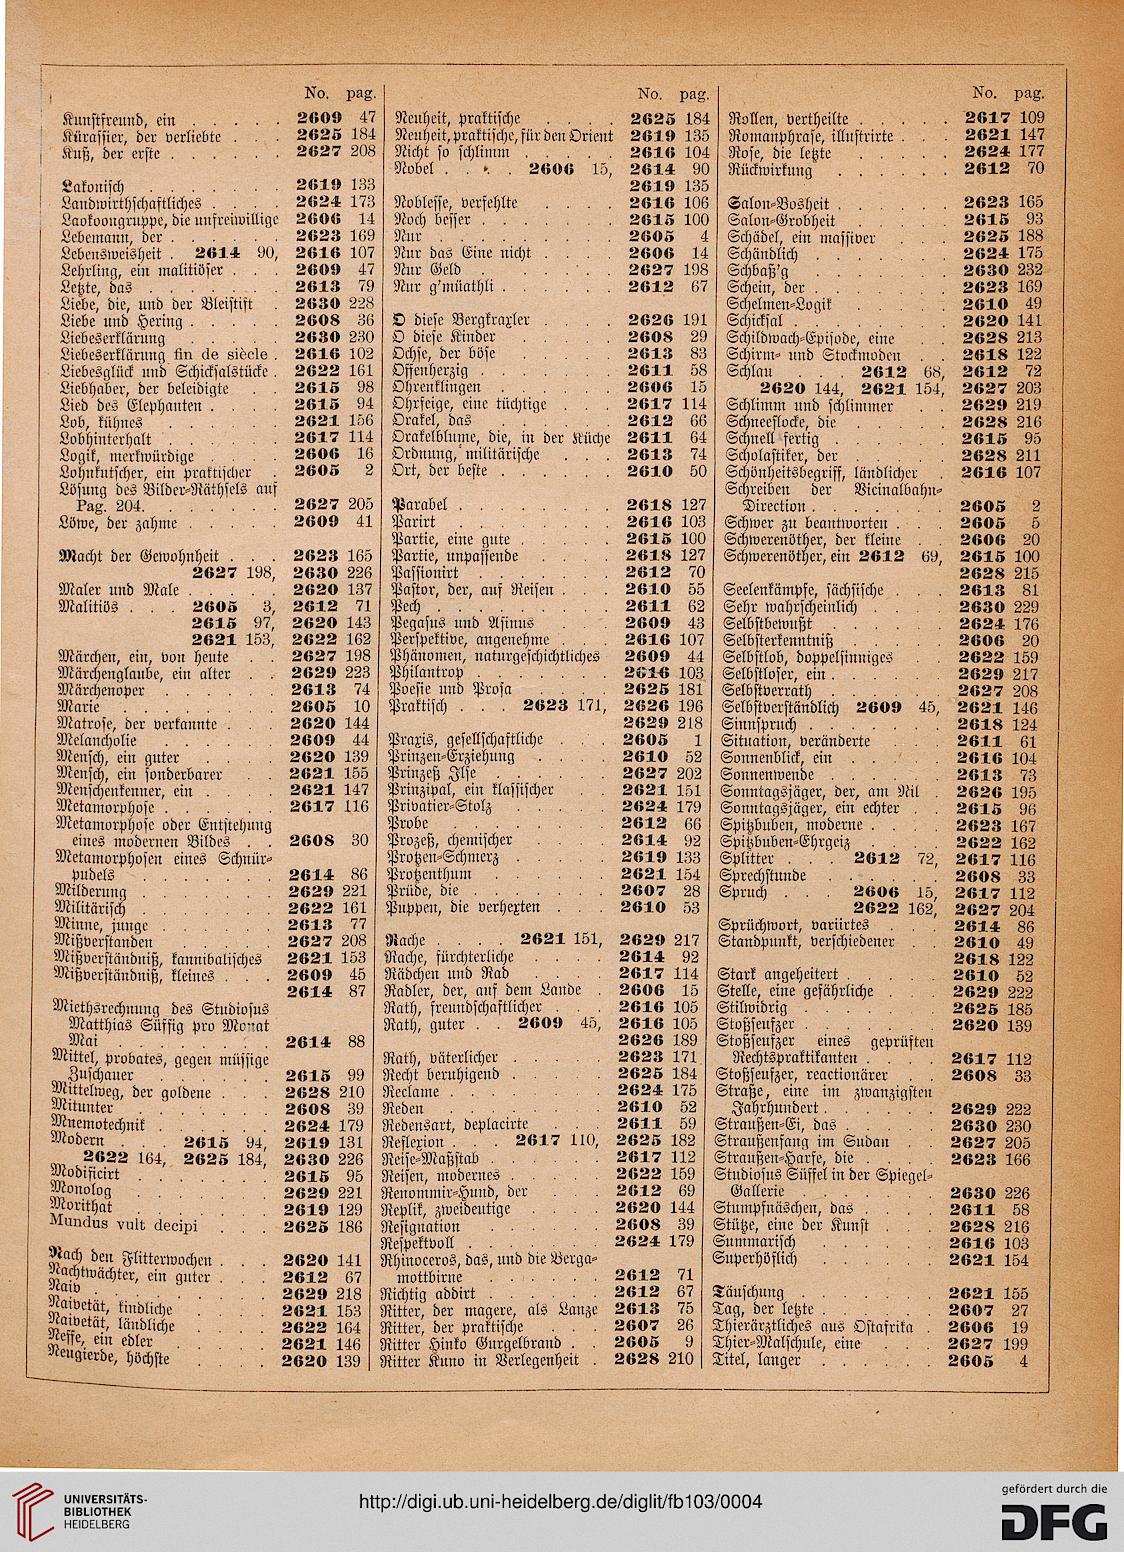 No. pag.
Kunstfreund, ein . . . . . 2609 47
Kürassier, der verliebte . . . 2625 184
Kuß, der erste . . . . . . 2627 208
Lakonisch . . . . . . . 2619 133
Landwirthschaftliches . . . . 2624 173
Laokoongruppe, die unfreiwillige 2606 14
Lebemann, der . . . . . . 2623 169
Lebensweisheit . 2614 90, 2616 107
Lehrling, ein malitiöser . . . 2609 47
Letzte, das . . . . . . . 2613 79
Liebe, die, und der Bleistift . 2630 228
Liebe und Hering . . . . . 2608 36
Liebeserklärung . . . . . 2630 230
Liebeserklärung fin de siècle . 2616 102
Liebesglück und Schicksalstücke . 2622 161
Liebhaber, der beleidigte . . 2615 98
Lied des Elephanten . . . . 2615 94
Lob, kühnes . . . . . . 2621 156
Lobhinterhalt . . . . . . 2617 114
Logik, merkwürdige . . . . 2606 16
Lohnkutscher, ein praktischer 2605 2
Lösung des Bilder-Räthsels auf
Pag. 204. . . . . . . 2627 205
Löwe, der zahme . . . . . 2609 41
Macht der Gewohnheit . . . 2623 165
2627 198, 2630 226
Maler und Male . . . . . 2620 137
Malitiös . . . 2605 3, 2612 71
2615 97, 2620 143
2621 153, 2622 162
Märchen, ein, von heute . . 2627 198
Märchenglaube, ein alter . . 2629 223
Märchenoper . . . . . . 2613 74
Marie . . . . . . . . 2605 10
Matrose, der verkannte . . . 2620 144
Melancholie . . . . . . 2609 44
Mensch, ein guter . . . . . 2620 139
Mensch, ein sonderbarer . . 2621 155
Menschenkenner, ein . . . . 2621 147
Metamorphose . . . . . . 2617 116
Metamorphose oder Entstehung
eines modernen Bildes . . 2608 30
Metamorphosen eines Schnür-
pudels . . . . . . . 2614 86
Milderung . . . . . . . 2629 221
Militärisch . . . . . . . 2622 161
Minne, junge . . . . . . 2613 77
Mißverstanden . . . . . . 2627 208
Mißverständniß, kannibalisches 2621 153
Mißverständniß, kleines . . . 2609 45
2614 87
Miethsrechnung des Studiosus
Matthias Süffig pro Monat
Mai . . . . . . . . 2614 88
Mittel, probates, gegen müssige
Zuschauer . . . . . . 2615 99
Mittelweg, der goldene . . . 2628 210
Mitunter . . . . . . . 2608 39
Mnemotechnik . . . . . . 2624 179
Modern . . . 2615 94, 2619 131
2622 164, 2625 184, 2630 226
Modificirt . . . . . . . 2615 95
Monolog . . . . . . . 2629 221
Morithat . . . . . . . 2619 129
Mundus vult decipi . . . 2625 186
Nach den Flitterwochen . . . 2620 141
Nachtwächter, ein guter . . . 2612 67
Naiv . . . . . . . . 2629 218
Naivetät, kindliche . . . . 2621 153
Naivetät, ländliche . . . . 2622 164
Neffe, ein edler . . . . . 2621 146
Neugierde, höchste . . . . 2620 139
No. pag.
Neuheit, praktische . . . . 2625 184
Neuheit, praktische, für den Orient 2619 135
Nicht so schlimm . . . . . 2616 104
Nobel . . . . 2606 15, 2614 90
2619 135
Noblesse, verfehlte . . . . 2616 106
Noch besser . . . . . . 2615 100
Nur . . . . . . . . . 2605 4
Nur das Eine nicht . . . . 2606 14
Nur Geld . . . . . . . 2627 198
Nur g'müathli . . . . . . 2612 67
O diese Bergkraxler . . . . 2626 191
O diese Kinder . . . . . 2608 29
Ochse, der böse . . . . . 2613 83
Offenherzig . . . . . . . 2611 58
Ohrenklingen . . . . . . 2606 15
Ohrfeige, eine tüchtige . . . 2617 114
Orakel, das . . . . . . 2612 66
Orakelblume, die, in der Küche 2611 64
Ordnung, militärische . . . 2613 74
Ort, der beste . . . . . . 2610 50
Parabel . . . . . . . . 2618 127
Parirt . . . . . . . . 2616 103
Partie, eine gute . . . . . 2615 100
Partie, unpassende . . . . 2618 127
Passionirt . . . . . . . 2612 70
Pastor, der, auf Reisen . . . 2610 55
Pech . . . . . . . . . 2611 62
Pegasus und Asinus . . . 2609 43
Perspektive, angenehme . . . 2616 107
Phänomen, naturgeschichtliches 2609 44
Philantrop . . . . . . . 2616 103
Poesie und Prosa . . . . 2625 181
Praktisch . . . 2623 171, 2626 196
2629 218
Praxis, gesellschaftliche . . . 2605 1
Prinzen-Erziehung . . . . 2610 52
Prinzeß Ilse . . . . . . 2627 202
Prinzipal, ein klassischer . . 2621 151
Privatier-Stolz . . . . . 2624 179
Probe . . . . . . . . 2612 66
Prozeß, chemischer . . . . 2614 92
Protzen-Schmerz . . . . . 2619 133
Protzenthum . . . . . . 2621 154
Prüde, die . . . . . . . 2607 28
Puppen, die verhexten . . . 2610 53
Rache . . . . 2621 151, 2629 217
Rache, fürchterliche . . . . 2614 92
Rädchen und Rad . . . . 2617 114
Radler, der, auf dem Lande . 2606 15
Rath, freundschaftlicher . . . 2616 105
Rath, guter . . 2609 45, 2616 105
2626 189
Rath, väterlicher . . . . . 2623 171
Recht beruhigend . . . . . 2625 184
Reclame . . . . . . . . 2624 175
Reden . . . . . . . . 2610 52
Redensart, deplacirte . . . 2611 59
Reflexion . . . 2617 110, 2625 182
Reise-Maßstab . . . . . . 2617 112
Reisen, modernes . . . . . 2622 159
Renommir-Hund, der . . . 2612 69
Replik, zweideutige . . . . 2620 144
Resignation . . . . . . 2608 39
Respektvoll . . . . . . . 2624 179
Rhinoceros, das, und die Berga-
mottbirne . . . . . . 2612 71
Richtig addirt . . . . . . 2612 67
Ritter, der magere, als Lanze 2613 75
Ritter, der praktische . . . 2607 26
Ritter Hinko Gurgelbrand . . 2605 9
Ritter Kuno in Verlegenheit . 2628 210
No. pag.
Rollen, vertheilte . . . . . 2617 109
Romanphrase, illustrirte . . . 2621 147
Rose, die letzte . . . . . 2624 177
Rückwirkung . . . . . . 2612 70
Salon-Bosheit . . . . . . 2623 165
Salon-Grobheit . . . . . 2615 93
Schädel, ein massiver . . . 2625 188
Schändlich . . . . . . . 2624 175
Schbaß'g . . . . . . . 2630 232
Schein, der . . . . . . . 2623 169
Schelmen-Logik . . . . . 2610 49
Schicksal . . . . . . . . 2620 141
Schildwach-Episode, eine . . 2628 213
Schirm- und Stockmoden . . 2618 122
Schlau . . . 2612 68, 2612 72
2620 144, 2621 154, 2627 203
Schlimm und schlimmer . . 2629 219
Schneeflocke, die . . . . . 2628 216
Schnell fertig . . . . . . 2615 95
Scholastiker, der . . . . . 2628 211
Schönheitsbegriff, ländlicher . 2616 107
Schreiben der Vicinalbahn-
Direction . . . . . . . 2605 2
Schwer zu beantworten . . . 2605 5
Schwerenöther, der kleine . . 2606 20
Schwerenöther, ein 2612 69, 2615 100
2628 215
Seelenkämpfe, sächsische . . . 2613 81
Sehr wahrscheinlich . . . . 2630 229
Selbstbewußt . . . . . . 2624 176
Selbsterkenntniß . . . . . 2606 20
Selbstlob, doppelsinniges . . 2622 159
Selbstloser, ein . . . . . . 2629 217
Selbstverrath . . . . . . 2627 208
Selbstverständlich 2609 45, 2621 146
Sinnspruch . . . . . . . 2618 124
Situation, veränderte . . . 2611 61
Sonnenblick, ein . . . . . 2616 104
Sonnenwende . . . . . . 2613 73
Sonntagsjäger, der, am Nil . 2626 195
Sonntagsjäger, ein echter . . 2615 96
Spitzbuben, moderne . . . . 2623 167
Spitzbuben-Ehrgeiz . . . . 2622 162
Splitter . . . 2612 72, 2617 116
Sprechstunde . . . . . . 2608 33
Spruch . . . 2606 15, 2617 112
2622 162, 2627 204
Sprüchwort, variirtes . . . 2614 86
Standpunkt, verschiedener . . 2610 49
2618 122
Stark angeheitert . . . . . 2610 52
Stelle, eine gefährliche . . . 2629 222
Stilwidrig . . . . . . . 2625 185
Stoßseufzer . . . . . . . 2620 139
Stoßseufzer eines geprüften
Rechtspraktikanten . . . . 2617 112
Stoßseufzer, reactionärer . . 2608 33
Straße, eine im zwanzigsten
Jahrhundert . . . . . . 2629 222
Straußen-Ei, das . . . . . 2630 230
Straußenfang im Sudan . . 2627 205
Straußen-Harfe, die . . . . 2623 166
Studiosus Süffel in der Spiegel-
Gallerie . . . . . . . 2630 226
Stumpfnäschen, das . . . . 2611 58
Stütze, eine der Kunst . . . 2628 216
Summarisch . . . . . . 2616 103
Superhöflich . . . . . . 2621 154
Täuschung . . . . . . . 2621 155
Tag, der letzte . . . . . . 2607 27
Thierärztliches aus Ostafrika . 2606 19
Thier-Malschule, eine . . . 2627 199
Titel, langer . . . . . . 2605 4
UNIVERSITÄTS-
BIBLIOTHEK
HEIDELBERG
http://digi.ub.uni-heidelberg.de/diglit/fb103/0004
gefördert durch die
DFG